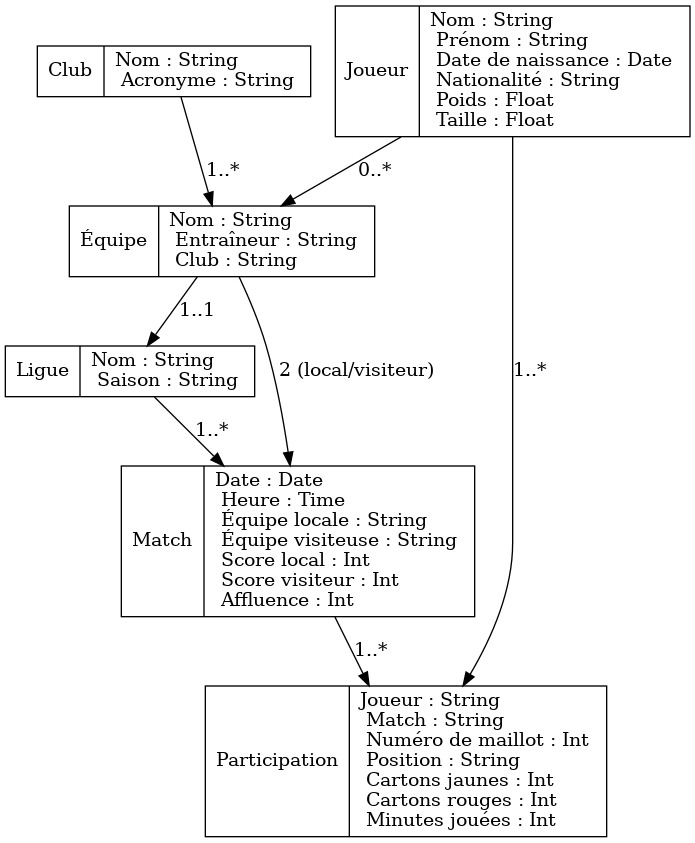 Club
Nom : String
Acronyme : String
Joueur
Nom : String
Prénom : String
Date de naissance : Date
Nationalité : String
Poids : Float
Taille : Float
1..*
0..*
Équipe
Nom : String
Entraîneur : String
Club : String
1..1
2 (local/visiteur)
1..*
Ligue
Nom : String
Saison : String
1..*
Match
Date : Date
Heure : Time
Équipe locale : String
Équipe visiteuse : String
Score local : Int
Score visiteur : Int
Affluence : Int
1..*
Participation
Joueur : String
Match : String
Numéro de maillot : Int
Position : String
Cartons jaunes : Int
Cartons rouges : Int
Minutes jouées : Int